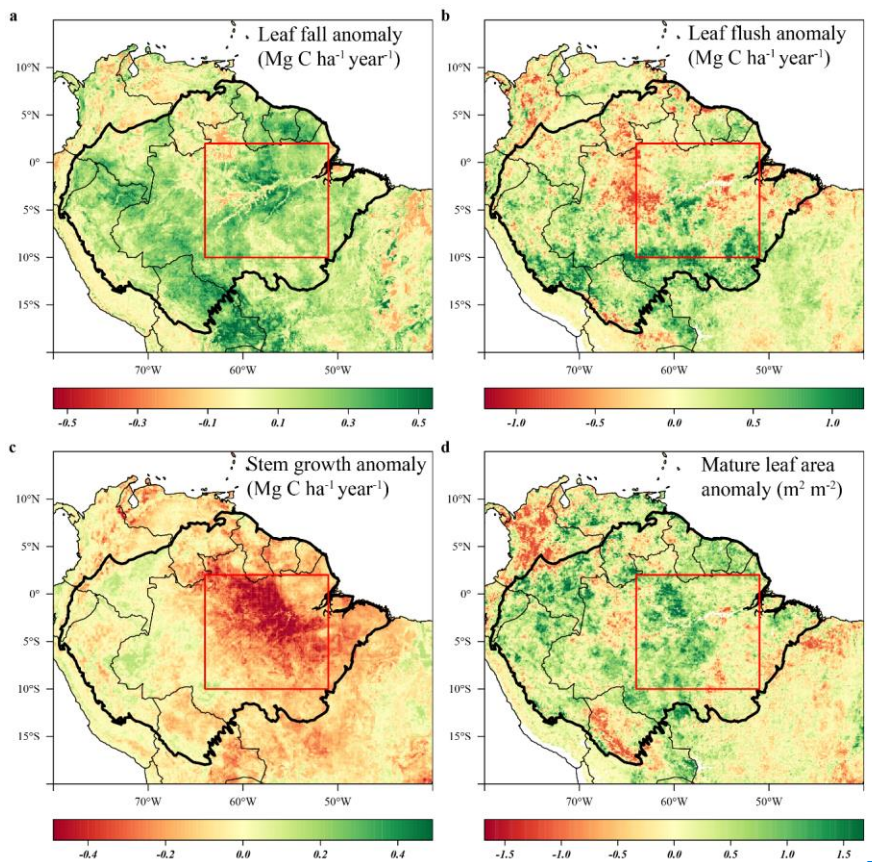 a
Leaf fall anomaly
(Mg C ha⁻¹ year⁻¹)
10°N
5°N
0°
5°S
10°S
15°S
70°W 60°W 50°W
-0.5 -0.3 -0.1 0.1 0.3 0.5
b
Leaf flush anomaly
(Mg C ha⁻¹ year⁻¹)
10°N
5°N
0°
5°S
10°S
15°S
70°W 60°W 50°W
-1.0 -0.5 0.0 0.5 1.0
c
Stem growth anomaly
(Mg C ha⁻¹ year⁻¹)
10°N
5°N
0°
5°S
10°S
15°S
70°W 60°W 50°W
-0.4 -0.2 0.0 0.2 0.4
d
Mature leaf area
anomaly (m² m⁻²)
10°N
5°N
0°
5°S
10°S
15°S
70°W 60°W 50°W
-1.5 -1.0 -0.5 0.0 0.5 1.0 1.5